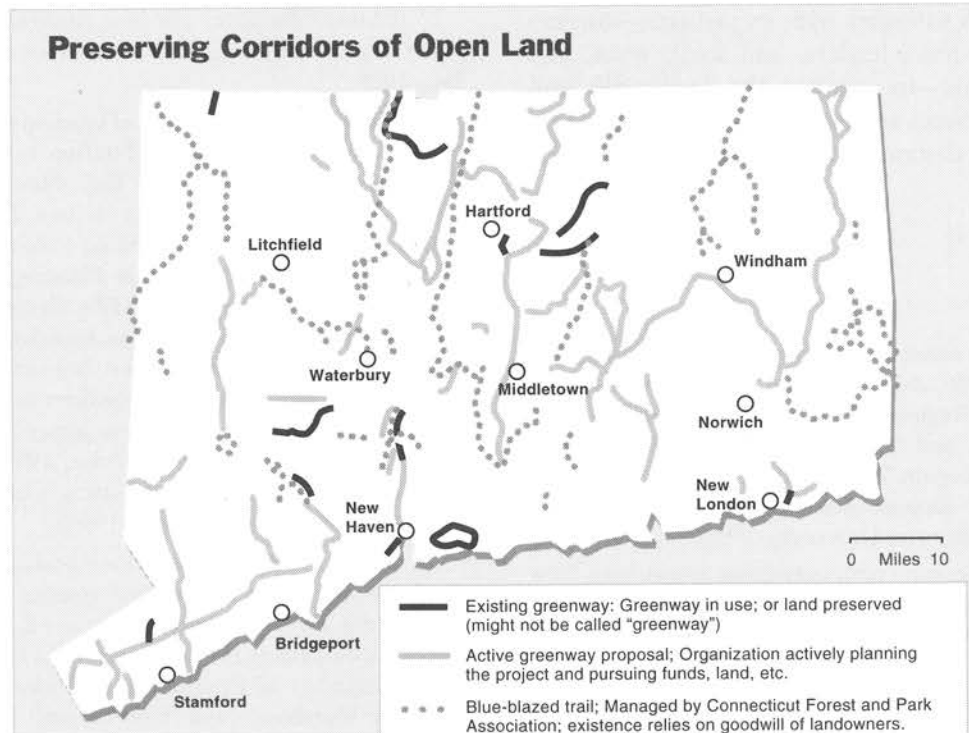 Preserving Corridors of Open Land
Hartford
Litchfield
Windham
Waterbury
Middletown
Norwich
New
London
New
Haven
0 Miles 10
Bridgeport
Stamford
Existing greenway: Greenway in use; or land preserved
(might not be called "greenway")
Active greenway proposal; Organization actively planning
the project and pursuing funds, land, etc.
Blue-blazed trail; Managed by Connecticut Forest and Park
Association; existence relies on goodwill of landowners.